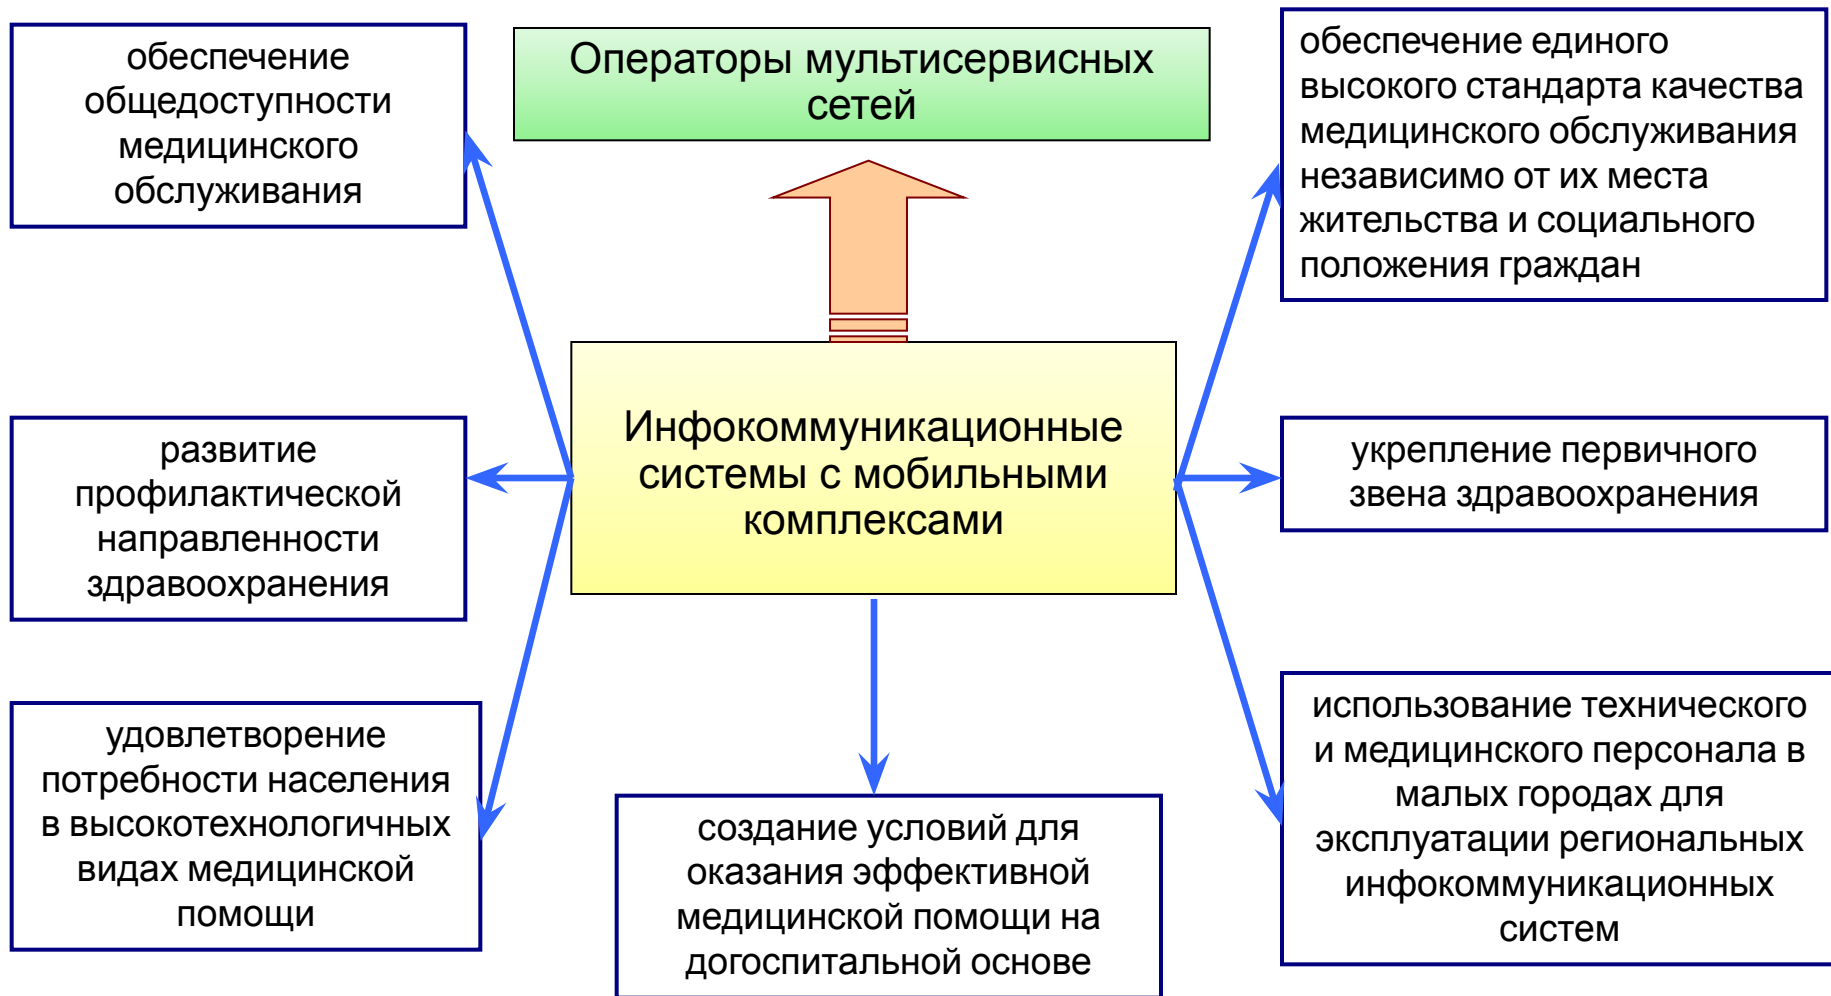 обеспечение
общедоступности
медицинского
обслуживания
Операторы мультисервисных
сетей
обеспечение единого
высокого стандарта качества
медицинского обслуживания
независимо от их места
жительства и социального
положения граждан
развитие
профилактической
направленности
здравоохранения
Инфокоммуникационные
системы с мобильными
комплексами
укрепление первичного
звена здравоохранения
удовлетворение
потребности населения
в высокотехнологичных
видах медицинской
помощи
создание условий для
оказания эффективной
медицинской помощи на
догоспитальной основе
использование технического
и медицинского персонала в
малых городах для
эксплуатации региональных
инфокоммуникационных
систем